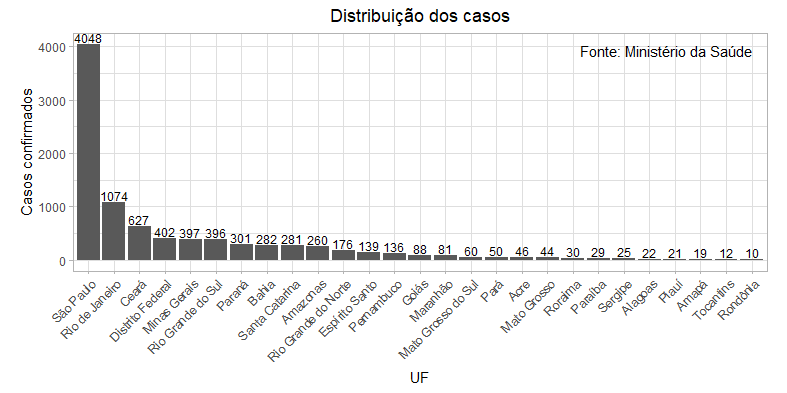 Distribuição dos casos
Fonte: Ministério da Saúde
Casos confirmados
4000
3000
2000
1000
0
4048
1074
627
402
397
396
301
282
281
260
176
139
136
88
81
60
50
46
44
30
29
25
22
21
19
12
10
São Paulo
Rio de Janeiro
Ceará
Distrito Federal
Minas Gerais
Rio Grande do Sul
Paraná
Bahia
Santa Catarina
Amazonas
Rio Grande do Norte
Espírito Santo
Pernambuco
Goiás
Maranhão
Mato Grosso do Sul
Pará
Acre
Mato Grosso
Roraima
Paraíba
Sergipe
Alagoas
Piauí
Amapá
Tocantins
Rondônia
UF